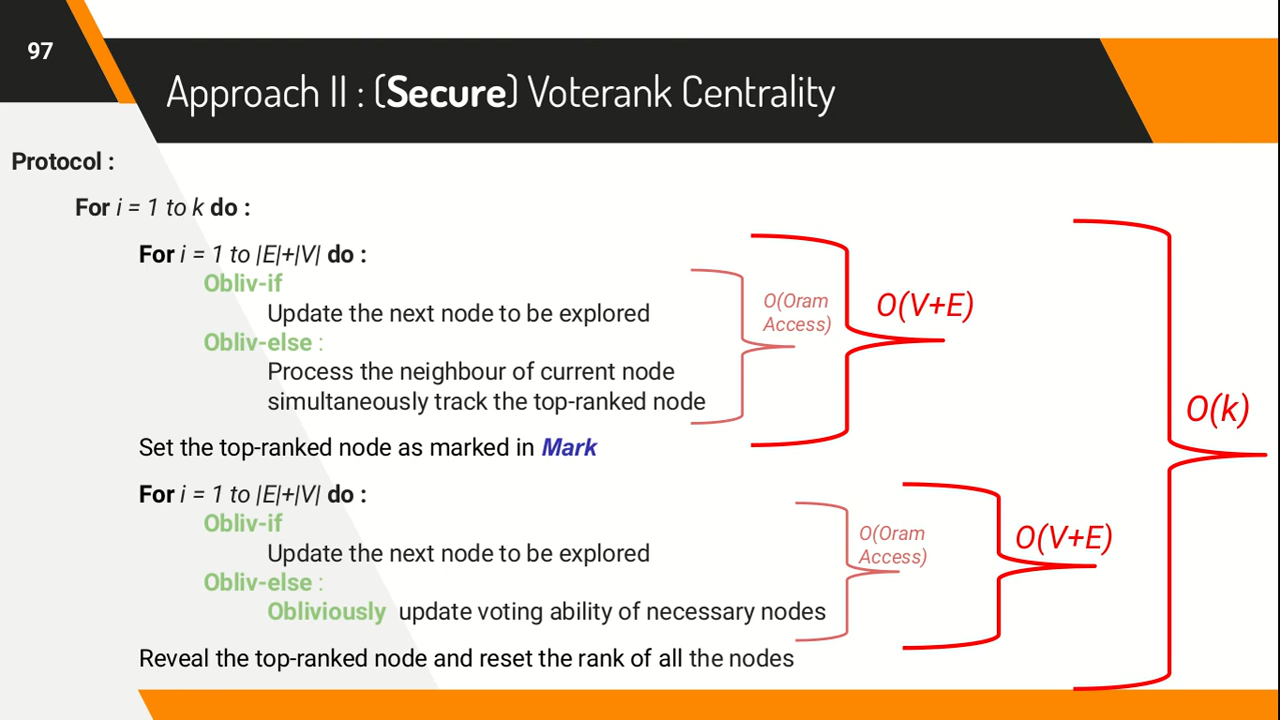 97
Approach II : (Secure) Voterank Centrality
Protocol :
For i = 1 to k do :
For i = 1 to |E|+|V| do :
Obliv-if
Update the next node to be explored
Obliv-else :
Process the neighbour of current node
simultaneously track the top-ranked node
O(Oram
Access)
O(V+E)
Set the top-ranked node as marked in Mark
For i = 1 to |E|+|V| do :
Obliv-if
Update the next node to be explored
Obliv-else :
Obliviously update voting ability of necessary nodes
O(Oram
Access)
O(V+E)
Reveal the top-ranked node and reset the rank of all the nodes
O(k)